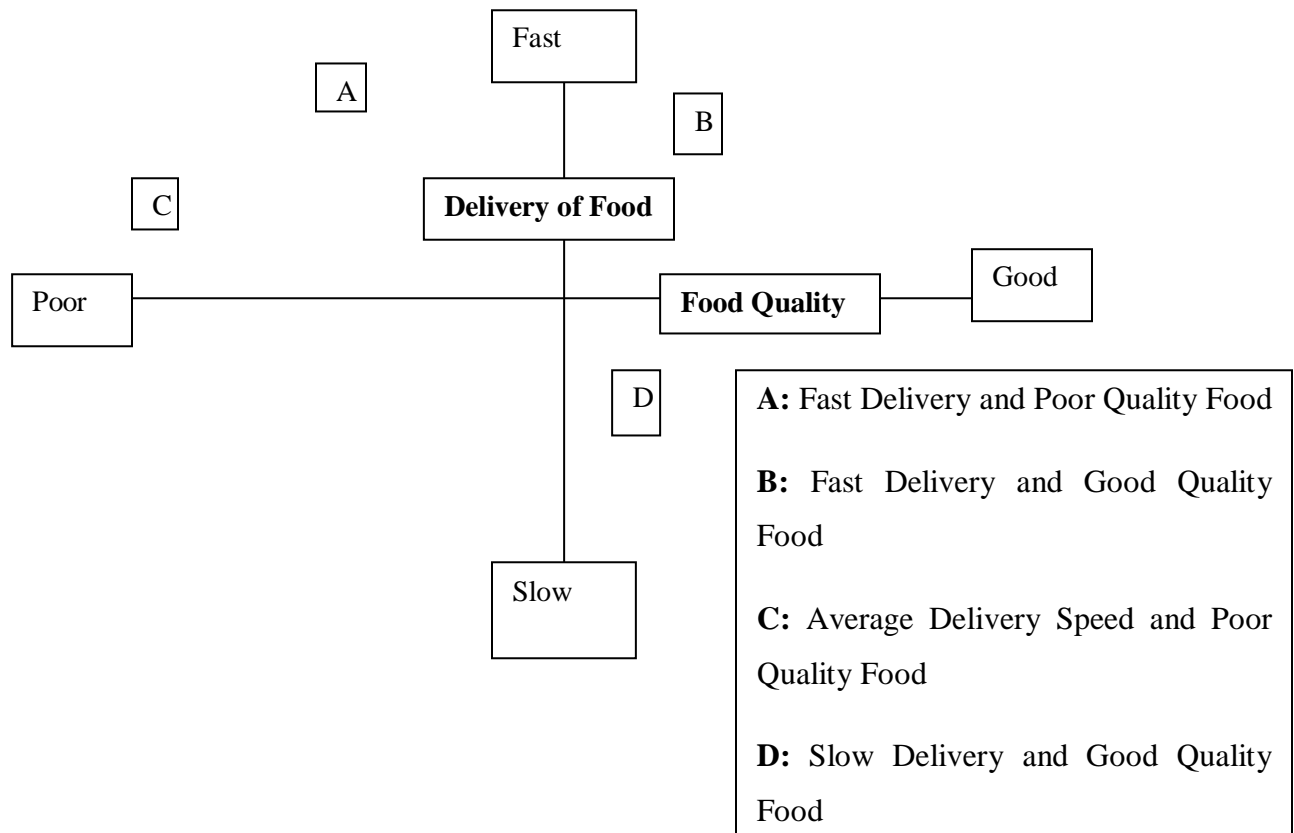 Fast
A
B
C
Delivery of Food
Poor
Food Quality
Good
D
Slow
A: Fast Delivery and Poor Quality Food
B: Fast Delivery and Good Quality
Food
C: Average Delivery Speed and Poor
Quality Food
D: Slow Delivery and Good Quality
Food